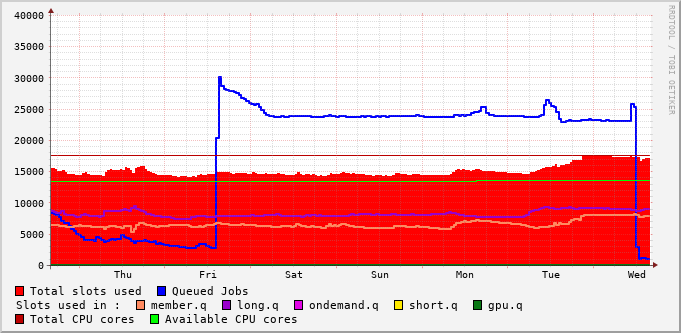 40000
35000
30000
25000
20000
15000
10000
5000
0
Thu Fri Sat Sun Mon Tue Wed
RRDTOOL / TOBI OETIKER
Total slots used Queued Jobs
Slots used in : member.q long.q ondemand.q short.q gpu.q
Total CPU cores Available CPU cores